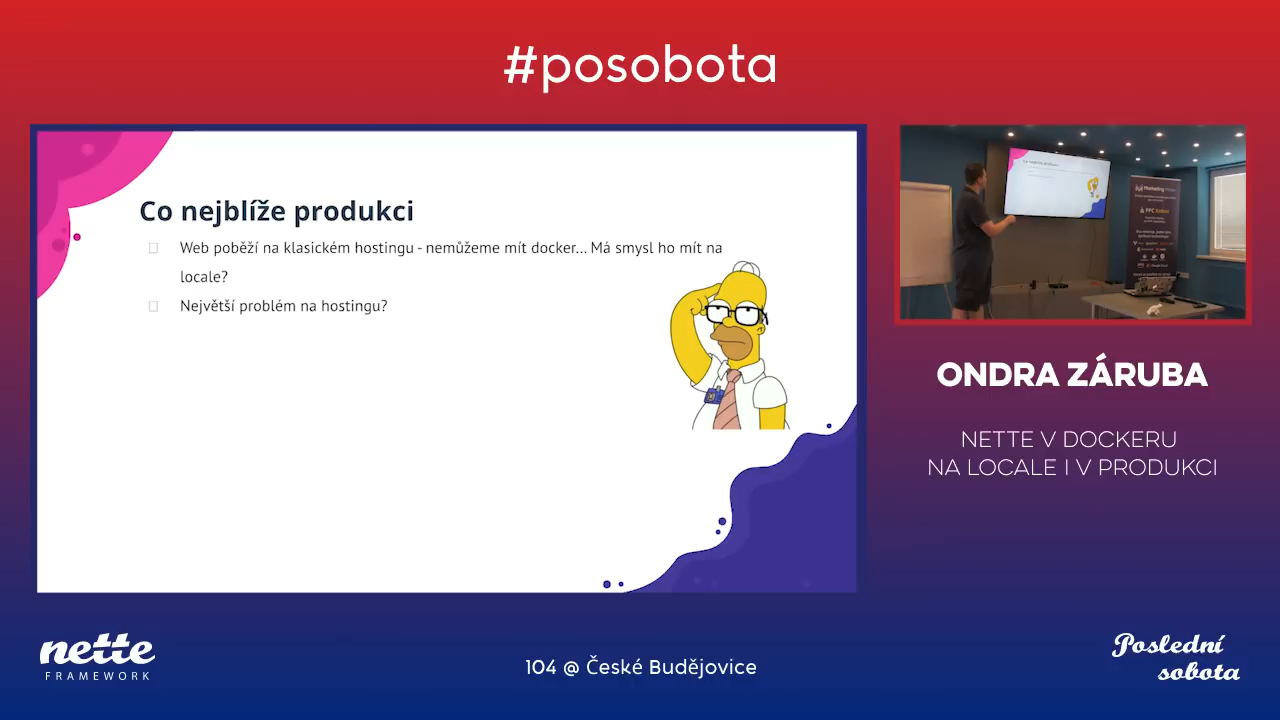 #posobota
Co nejblíže produkci
Web poběží na klasickém hostingu - nemůžeme mít docker... Má smysl ho mít na
locale?
Největší problém na hostingu?
ONDRA ZÁRUBA
NETTE V DOCKERU
NA LOCALE I V PRODUKCI
nette
FRAMEWORK
104 @ České Budějovice
Poslední
sobota